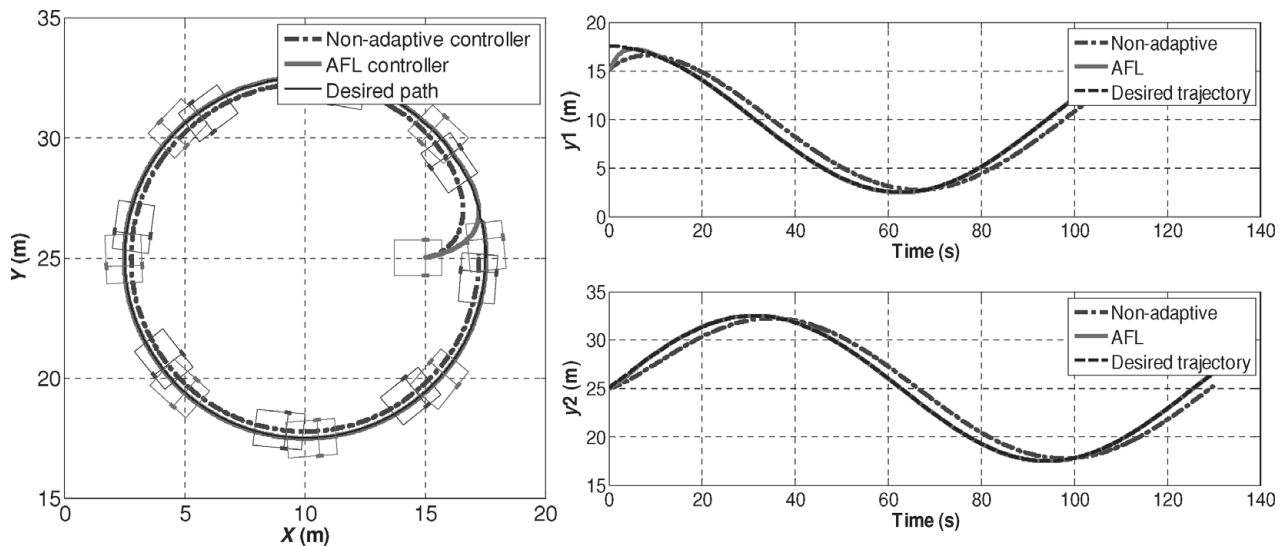 35
30
25
20
15
0
5
10
15
20
Y (m)
X (m)
Non-adaptive controller
AFL controller
Desired path
20
15
10
5
0
0
20
40
60
80
100
120
140
y1 (m)
Time (s)
Non-adaptive
AFL
Desired trajectory
35
30
25
20
15
0
20
40
60
80
100
120
140
y2 (m)
Time (s)
Non-adaptive
AFL
Desired trajectory